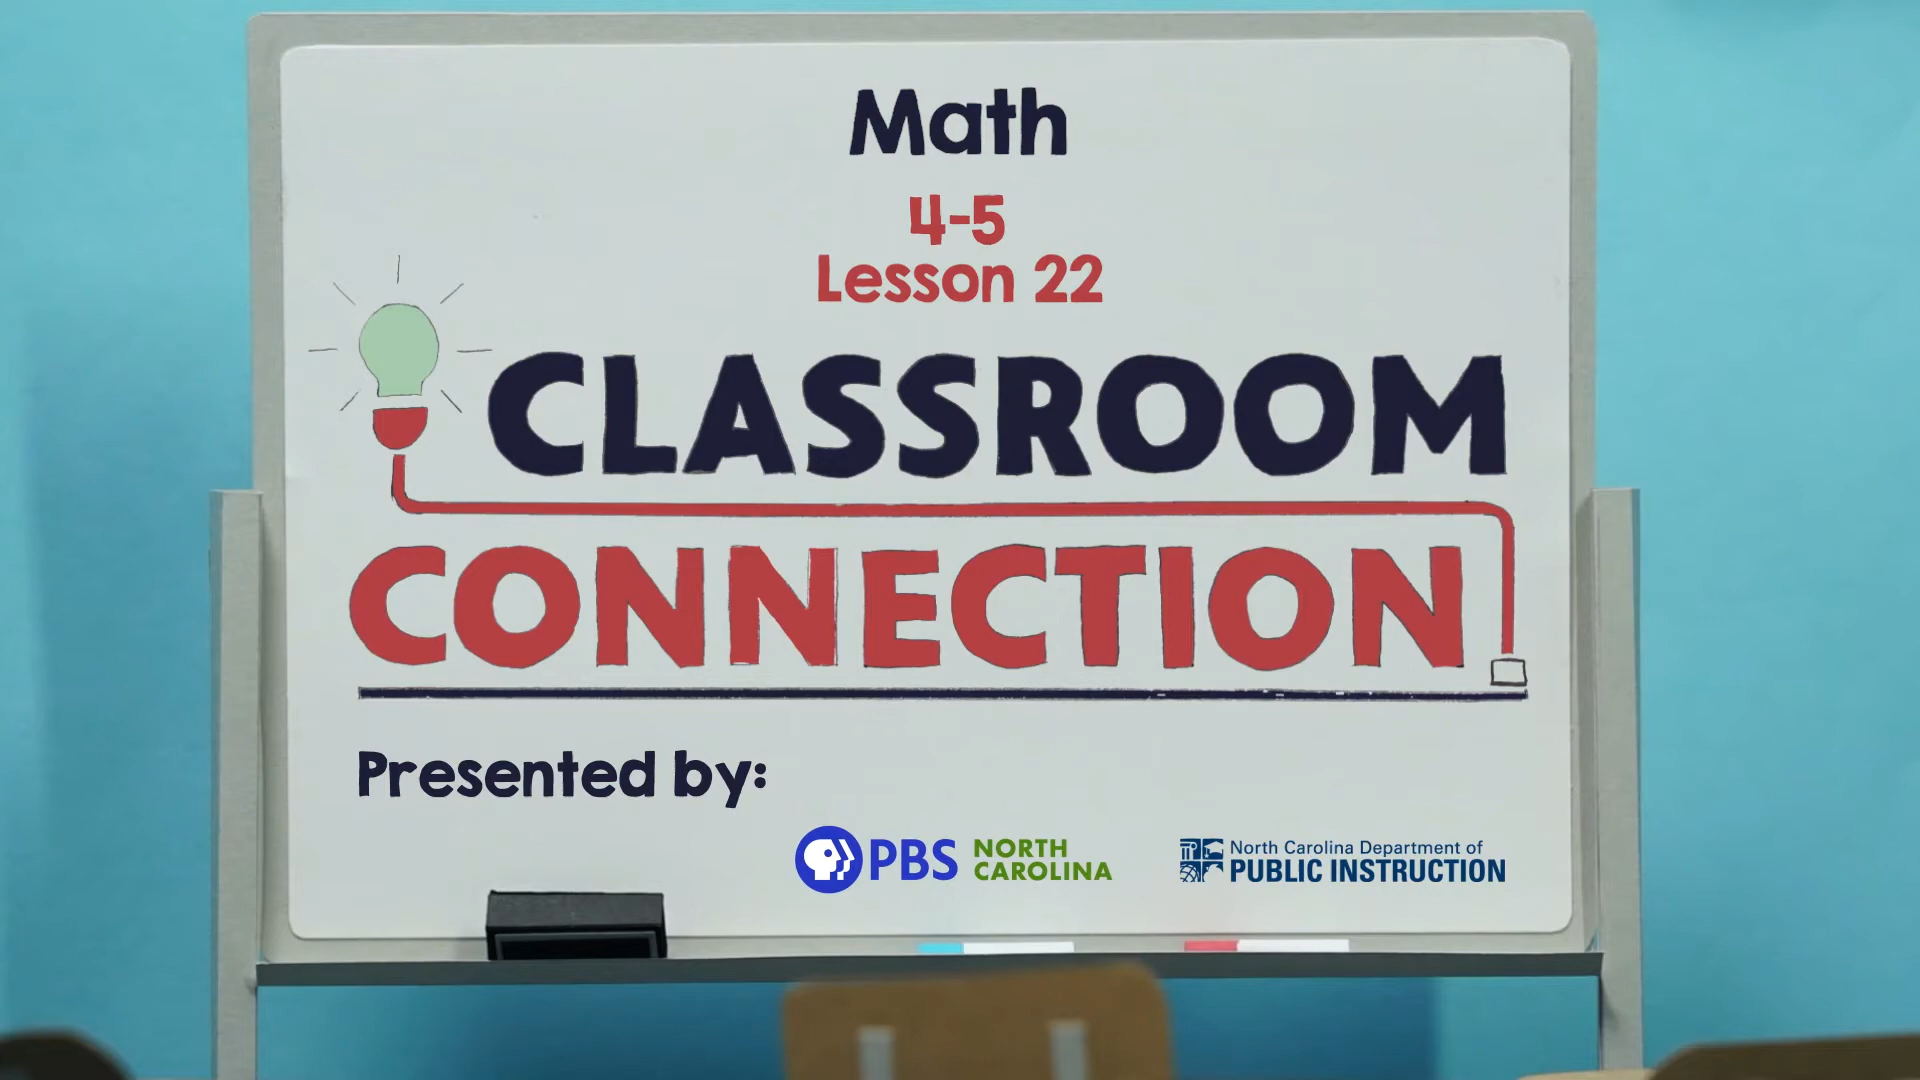 Math
4-5
Lesson 22
CLASSROOM
CONNECTION
Presented by:
PBS NORTH CAROLINA
North Carolina Department of
PUBLIC INSTRUCTION